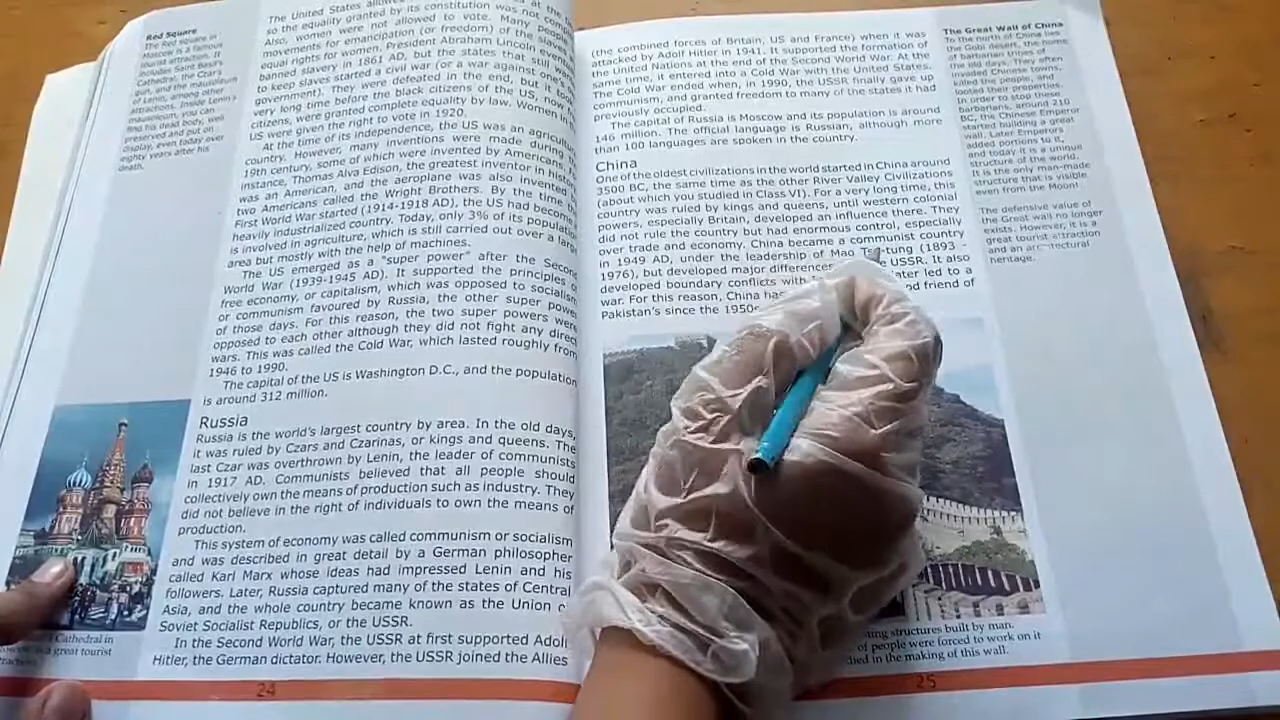 Red Square
The Red square in
Moscow is a famous
tourist attraction. It
includes Saint Basil's
Cathedral, the Czar's
gun, and the mausoleum
of Lenin, among other
attractions. Inside Lenin's
mausoleum, you can
find his dead body, well
preserved and put on
display, even today over
eighty years after his
death.
The United States allowed at the
so the equality granted by its constitution was not
Also, women were not allowed to vote. Many people
movements for emancipation (or freedom) of the slaves
equal rights for women. President Abraham Lincoln
banned slavery in 1861 AD, but the states that still
to keep slaves started a civil war (or a war against one's
government). They were defeated in the end, but it took
very long time before the black citizens of the US, now
citizens, were granted complete equality by law. Women in
US were given the right to vote in 1920.
At the time of its independence, the US was an
country. However, many inventions were made during
19th century, some of which were invented by Americans.
instance, Thomas Alva Edison, the greatest inventor in
was an American, and the aeroplane was also invented
two Americans called the Wright Brothers. By the time
First World War started (1914-1918 AD), the US had become
heavily industrialized country. Today, only 3% of its population
is involved in agriculture, which is still carried out over a large
area but mostly with the help of machines.
The US emerged as a "super power" after the Second
World War (1939-1945 AD). It supported the principles of
free economy, or capitalism, which was opposed to socialism
or communism favoured by Russia, the other super power
of those days. For this reason, the two super powers were
opposed to each other although they did not fight any direct
wars. This was called the Cold War, which lasted roughly from
1946 to 1990.
The capital of the US is Washington D.C., and the population
is around 312 million.
Russia
Russia is the world's largest country by area. In the old days,
it was ruled by Czars and Czarinas, or kings and queens. The
last Czar was overthrown by Lenin, the leader of communists
in 1917 AD. Communists believed that all people should
collectively own the means of production such as industry. They
did not believe in the right of individuals to own the means of
production.
This system of economy was called communism or socialism
and was described in great detail by a German philosopher
called Karl Marx whose ideas had impressed Lenin and his
followers. Later, Russia captured many of the states of Central
Asia, and the whole country became known as the Union of
Soviet Socialist Republics, or the USSR.
In the Second World War, the USSR at first supported Adolf
Hitler, the German dictator. However, the USSR joined the Allies
Cathedral in
is a great tourist
24
(the combined forces of Britain, US and France) when it was
attacked by Adolf Hitler in 1941. It supported the formation of
the United Nations at the end of the Second World War. At the
same time, it entered into a Cold War with the United States.
The Cold War ended when, in 1990, the USSR finally gave up
communism, and granted freedom to many of the states it had
previously occupied.
The capital of Russia is Moscow and its population is around
146 million. The official language is Russian, although more
than 100 languages are spoken in the country.
China
One of the oldest civilizations in the world started in China around
3500 BC, the same time as the other River Valley Civilizations
(about which you studied in Class VI). For a very long time, this
country was ruled by kings and queens, until western colonial
powers, especially Britain, developed an influence there. They
did not rule the country but had enormous control, especially
over trade and economy. China became a communist country
in 1949 AD, under the leadership of Mao Tse-tung (1893 -
1976), but developed major differences USSR. It also
developed boundary conflicts with later led to a
war. For this reason, China has friend of
Pakistan's since the 1950s
structures built by man.
of people were forced to work on it
died in the making of this wall.
25
The Great Wall of China
To the north of China lies
the Gobi desert, the home
of barbarian tribes of
the old days. They often
invaded Chinese towns,
killed the people, and
looted their properties.
In order to stop these
barbarians, around 210
BC, the Chinese Emperor
started building a great
wall. Later Emperors
added portions to it,
and today it is a unique
structure of the world.
It is the only man-made
structure that is visible
even from the Moon!
The defensive value of
the Great wall no longer
exists. However, it is a
great tourist attraction
and an architectural
heritage.